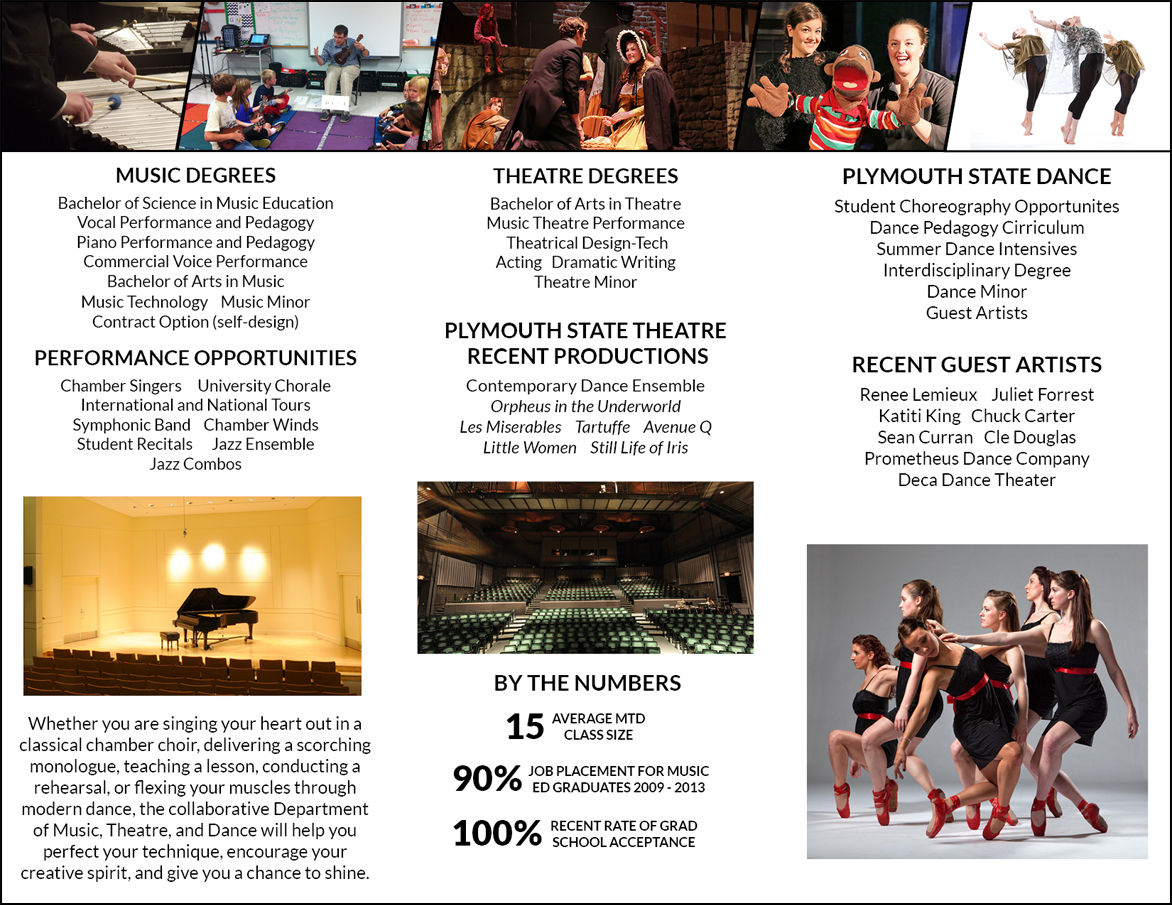 MUSIC DEGREES
Bachelor of Science in Music Education
Vocal Performance and Pedagogy
Piano Performance and Pedagogy
Commercial Voice Performance
Bachelor of Arts in Music
Music Technology Music Minor
Contract Option (self-design)
PERFORMANCE OPPORTUNITIES
Chamber Singers University Chorale
International and National Tours
Symphonic Band Chamber Winds
Student Recitals Jazz Ensemble
Jazz Combos
Whether you are singing your heart out in a
classical chamber choir, delivering a scorching
monologue, teaching a lesson, conducting a
rehearsal, or flexing your muscles through
modern dance, the collaborative Department
of Music, Theatre, and Dance will help you
perfect your technique, encourage your
creative spirit, and give you a chance to shine.
THEATRE DEGREES
Bachelor of Arts in Theatre
Music Theatre Performance
Theatrical Design-Tech
Acting Dramatic Writing
Theatre Minor
PLYMOUTH STATE THEATRE
RECENT PRODUCTIONS
Contemporary Dance Ensemble
Orpheus in the Underworld
Les Miserables Tartuffe Avenue Q
Little Women Still Life of Iris
BY THE NUMBERS
15 AVERAGE MTD
CLASS SIZE
90% JOB PLACEMENT FOR MUSIC
ED GRADUATES 2009 - 2013
100% RECENT RATE OF GRAD
SCHOOL ACCEPTANCE
PLYMOUTH STATE DANCE
Student Choreography Opportunites
Dance Pedagogy Cirriculum
Summer Dance Intensives
Interdisciplinary Degree
Dance Minor
Guest Artists
RECENT GUEST ARTISTS
Renee Lemieux Juliet Forrest
Katiti King Chuck Carter
Sean Curran Cle Douglas
Prometheus Dance Company
Deca Dance Theater